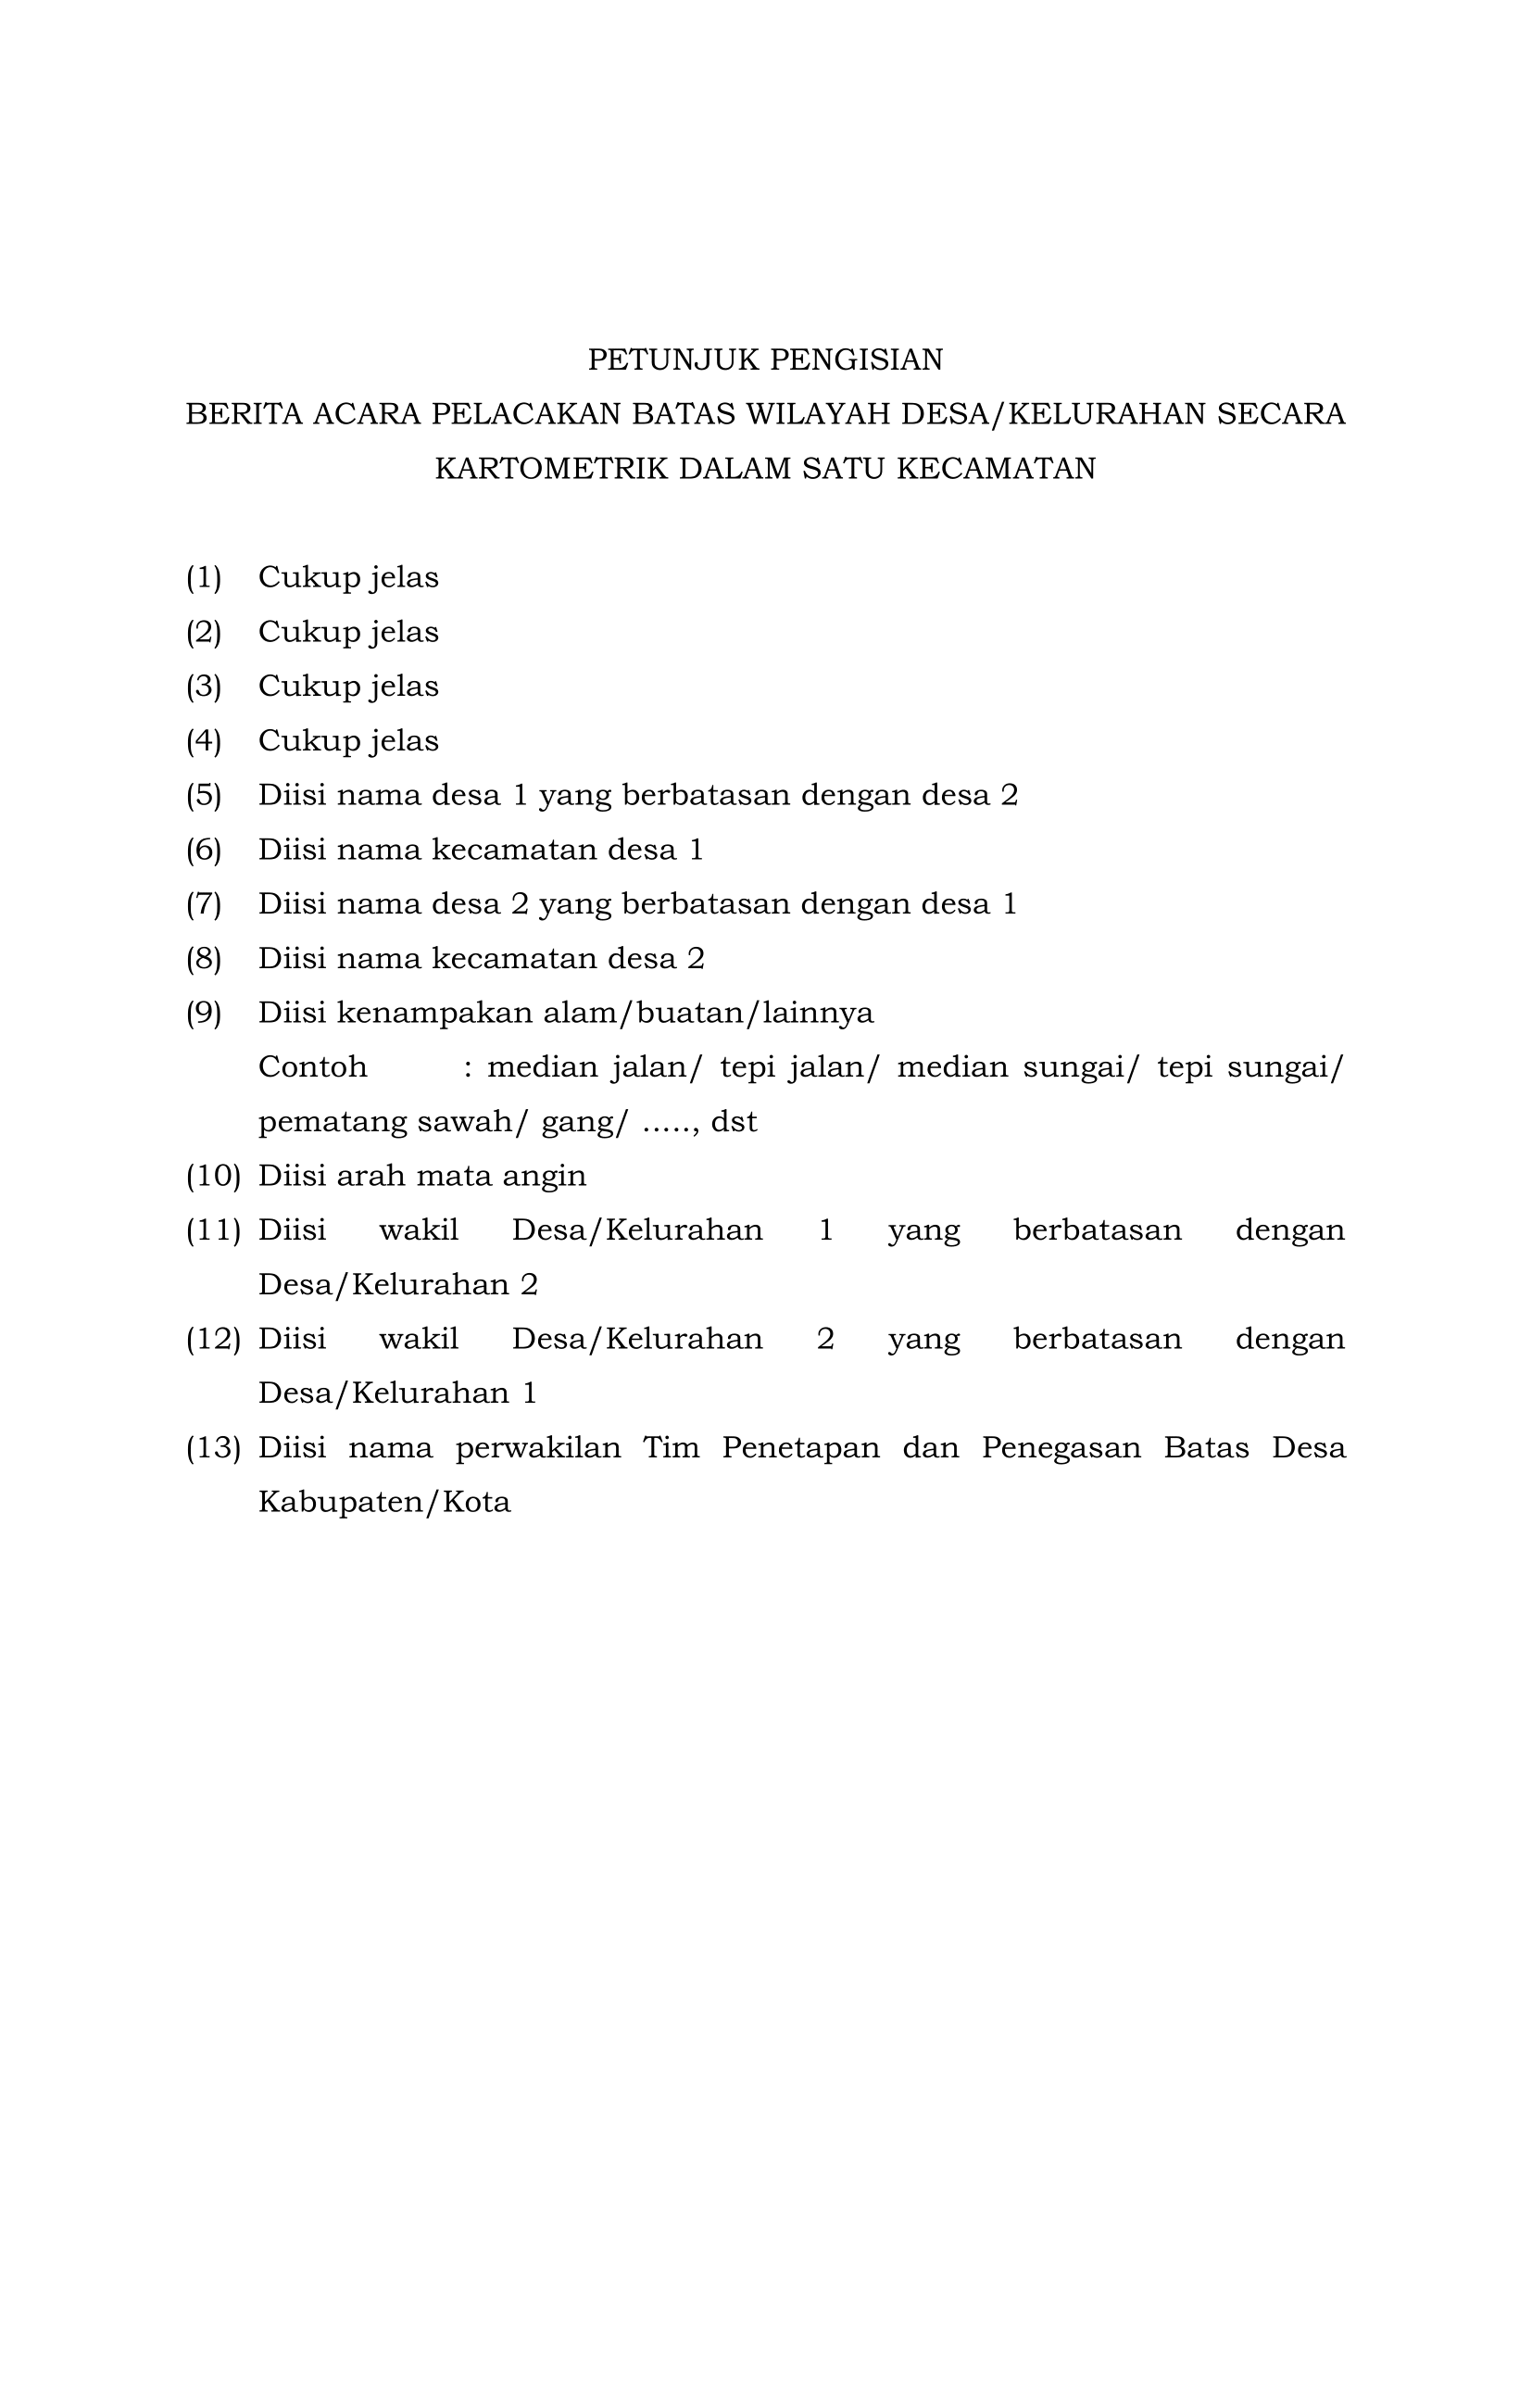 PETUNJUK PENGISIAN
BERITA ACARA PELACAKAN BATAS WILAYAH DESA/KELURAHAN SECARA
KARTOMETRIK DALAM SATU KECAMATAN
(1) Cukup jelas
(2) Cukup jelas
(3) Cukup jelas
(4) Cukup jelas
(5) Diisi nama desa 1 yang berbatasan dengan desa 2
(6) Diisi nama kecamatan desa 1
(7) Diisi nama desa 2 yang berbatasan dengan desa 1
(8) Diisi nama kecamatan desa 2
(9) Diisi kenampakan alam/buatan/lainnya
Contoh : median jalan/ tepi jalan/ median sungai/ tepi sungai/
pematang sawah/ gang/ ....., dst
(10) Diisi arah mata angin
(11) Diisi wakil Desa/Kelurahan 1 yang berbatasan dengan
Desa/Kelurahan 2
(12) Diisi wakil Desa/Kelurahan 2 yang berbatasan dengan
Desa/Kelurahan 1
(13) Diisi nama perwakilan Tim Penetapan dan Penegasan Batas Desa
Kabupaten/Kota